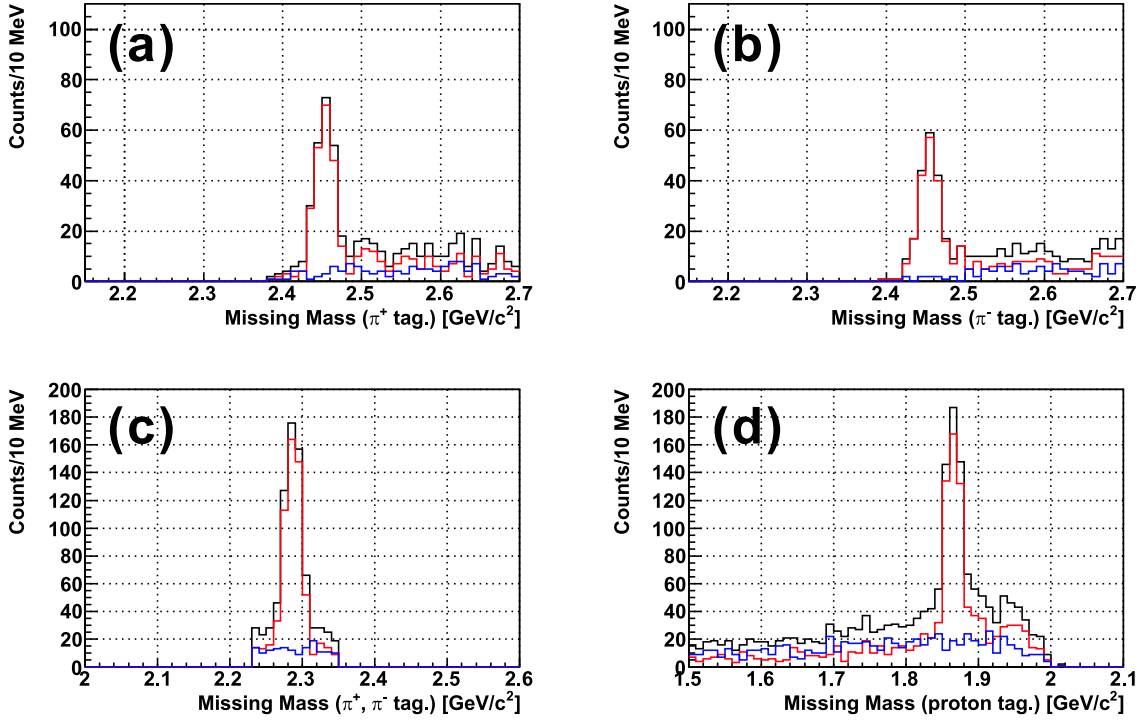 (a)
Counts/10 MeV
100
80
60
40
20
0
2.2 2.3 2.4 2.5 2.6 2.7
Missing Mass (π+ tag.) [GeV/c2]
(b)
Counts/10 MeV
100
80
60
40
20
0
2.2 2.3 2.4 2.5 2.6 2.7
Missing Mass (π- tag.) [GeV/c2]
(c)
Counts/10 MeV
200
180
160
140
120
100
80
60
40
20
0
2 2.1 2.2 2.3 2.4 2.5 2.6
Missing Mass (π+, π- tag.) [GeV/c2]
(d)
Counts/10 MeV
200
180
160
140
120
100
80
60
40
20
0
1.5 1.6 1.7 1.8 1.9 2 2.1
Missing Mass (proton tag.) [GeV/c2]